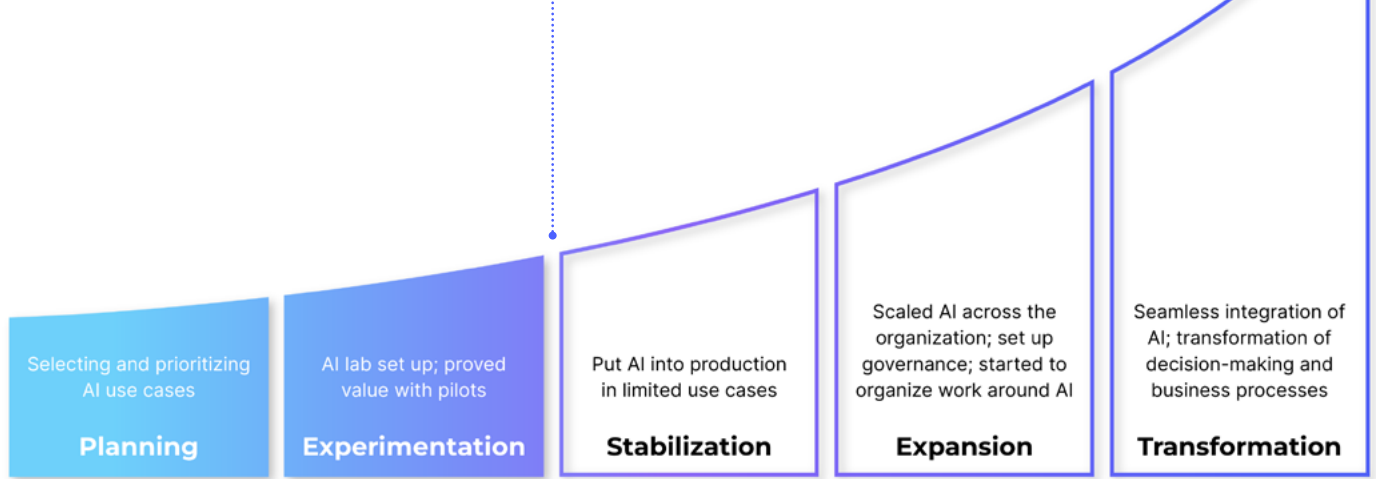 Selecting and prioritizing
AI use cases
Planning
AI lab set up; proved
value with pilots
Experimentation
Put AI into production
in limited use cases
Stabilization
Scaled AI across the
organization; set up
governance; started to
organize work around AI
Expansion
Seamless integration of
AI; transformation of
decision-making and
business processes
Transformation